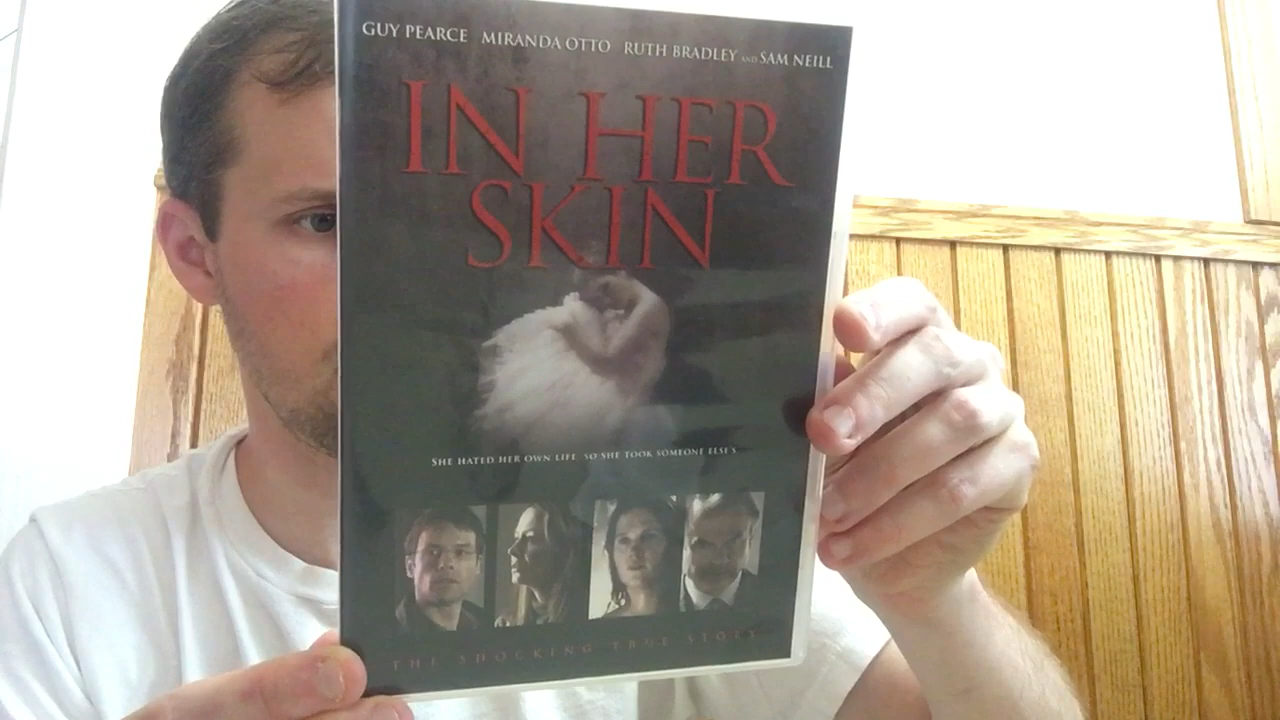 GUY PEARCE MIRANDA OTTO RUTH BRADLEY AND SAM NEILL
IN HER
SKIN
SHE HATED HER OWN LIFE. SO SHE TOOK SOMEONE ELSE'S.
THE SHOCKING TRUE STORY